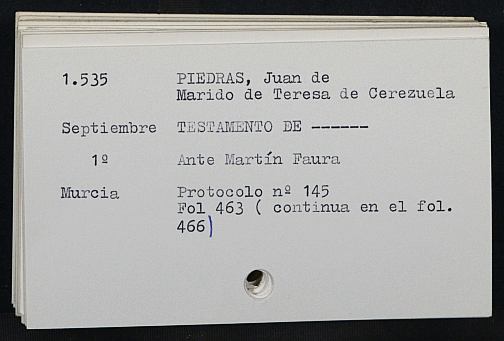 1.535 PIEDRAS, Juan de
Marido de Teresa de Cerezuela
Septiembre TESTAMENTO DE ------
1º Ante Martín Faura
Murcia Protocolo nº 145
Fol 463 ( continua en el fol.
466)